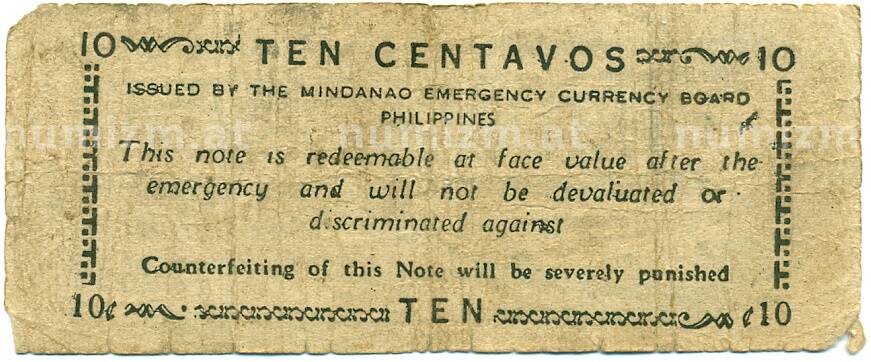 10 TEN CENTAVOS 10
ISSUED BY THE MINDANAO EMERGENCY CURRENCY BOARD
PHILIPPINES
numizm.at numizm.at numizm
This note is redeemable at face value after the
emergency and will not be devaluated or
discriminated against
Counterfeiting of this Note will be severely punished
10¢ TEN ¢10